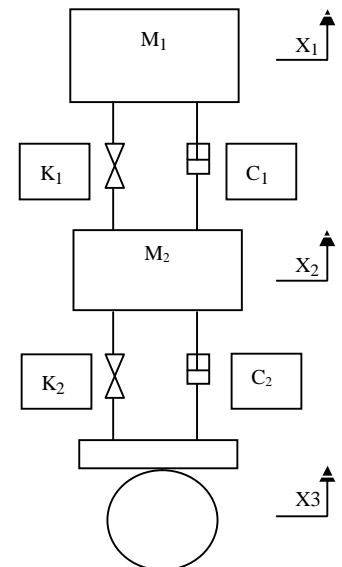 M₁
X₁
K₁
C₁
M₂
X₂
K₂
C₂
X3